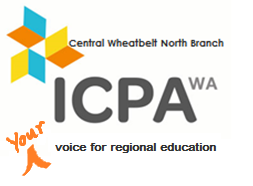 Central Wheatbelt North Branch
ICPA WA
Your
voice for regional education